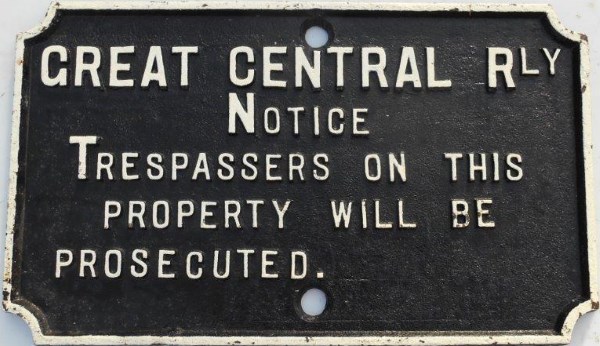 GREAT CENTRAL RLY
NOTICE
TRESPASSERS ON THIS
PROPERTY WILL BE
PROSECUTED.